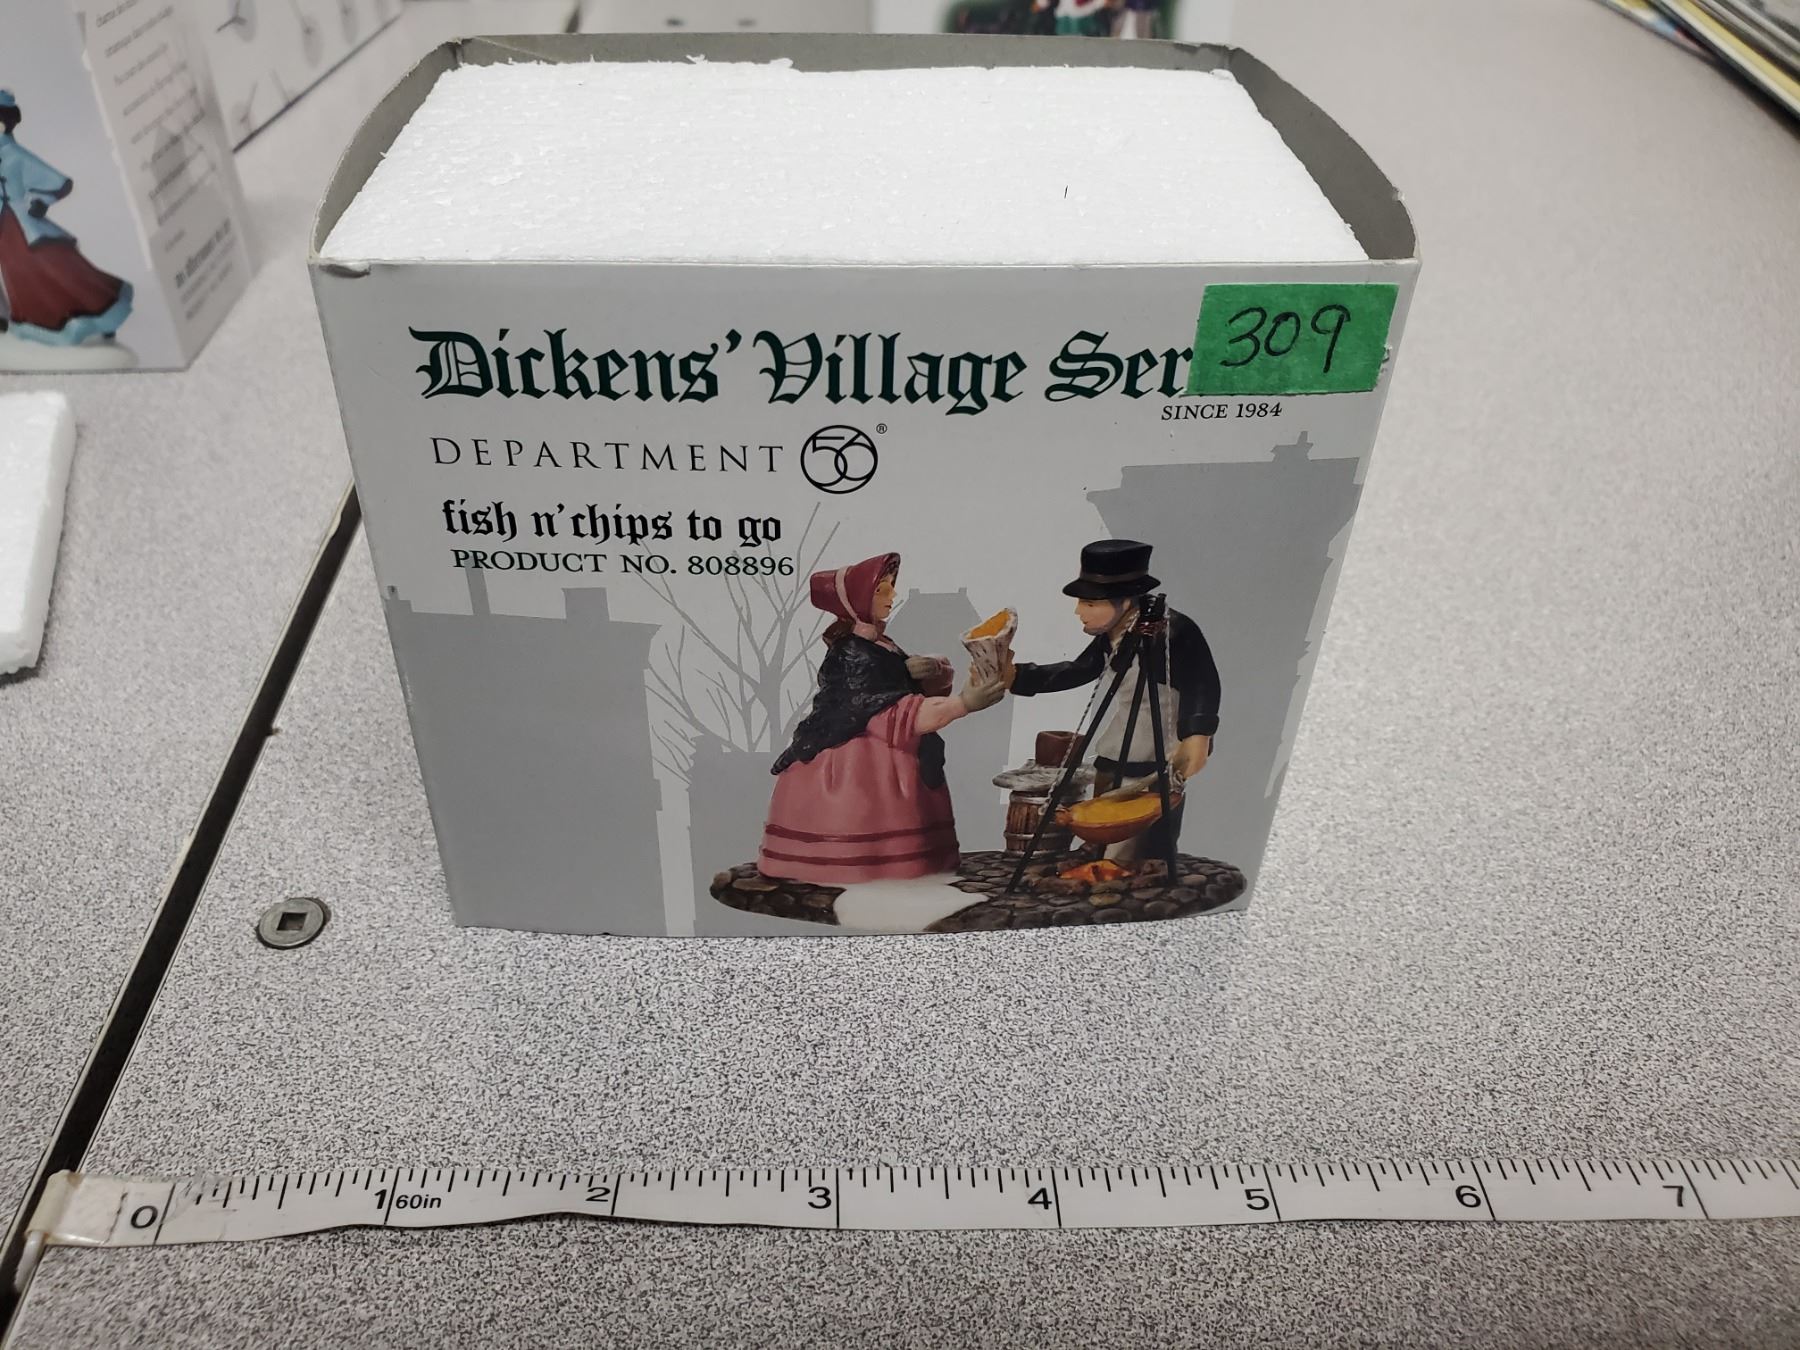 Dickens' Village Ser
309
SINCE 1984
DEPARTMENT 56®
fish n' chips to go
PRODUCT NO. 808896
0 1 60in 2 3 4 5 6 7